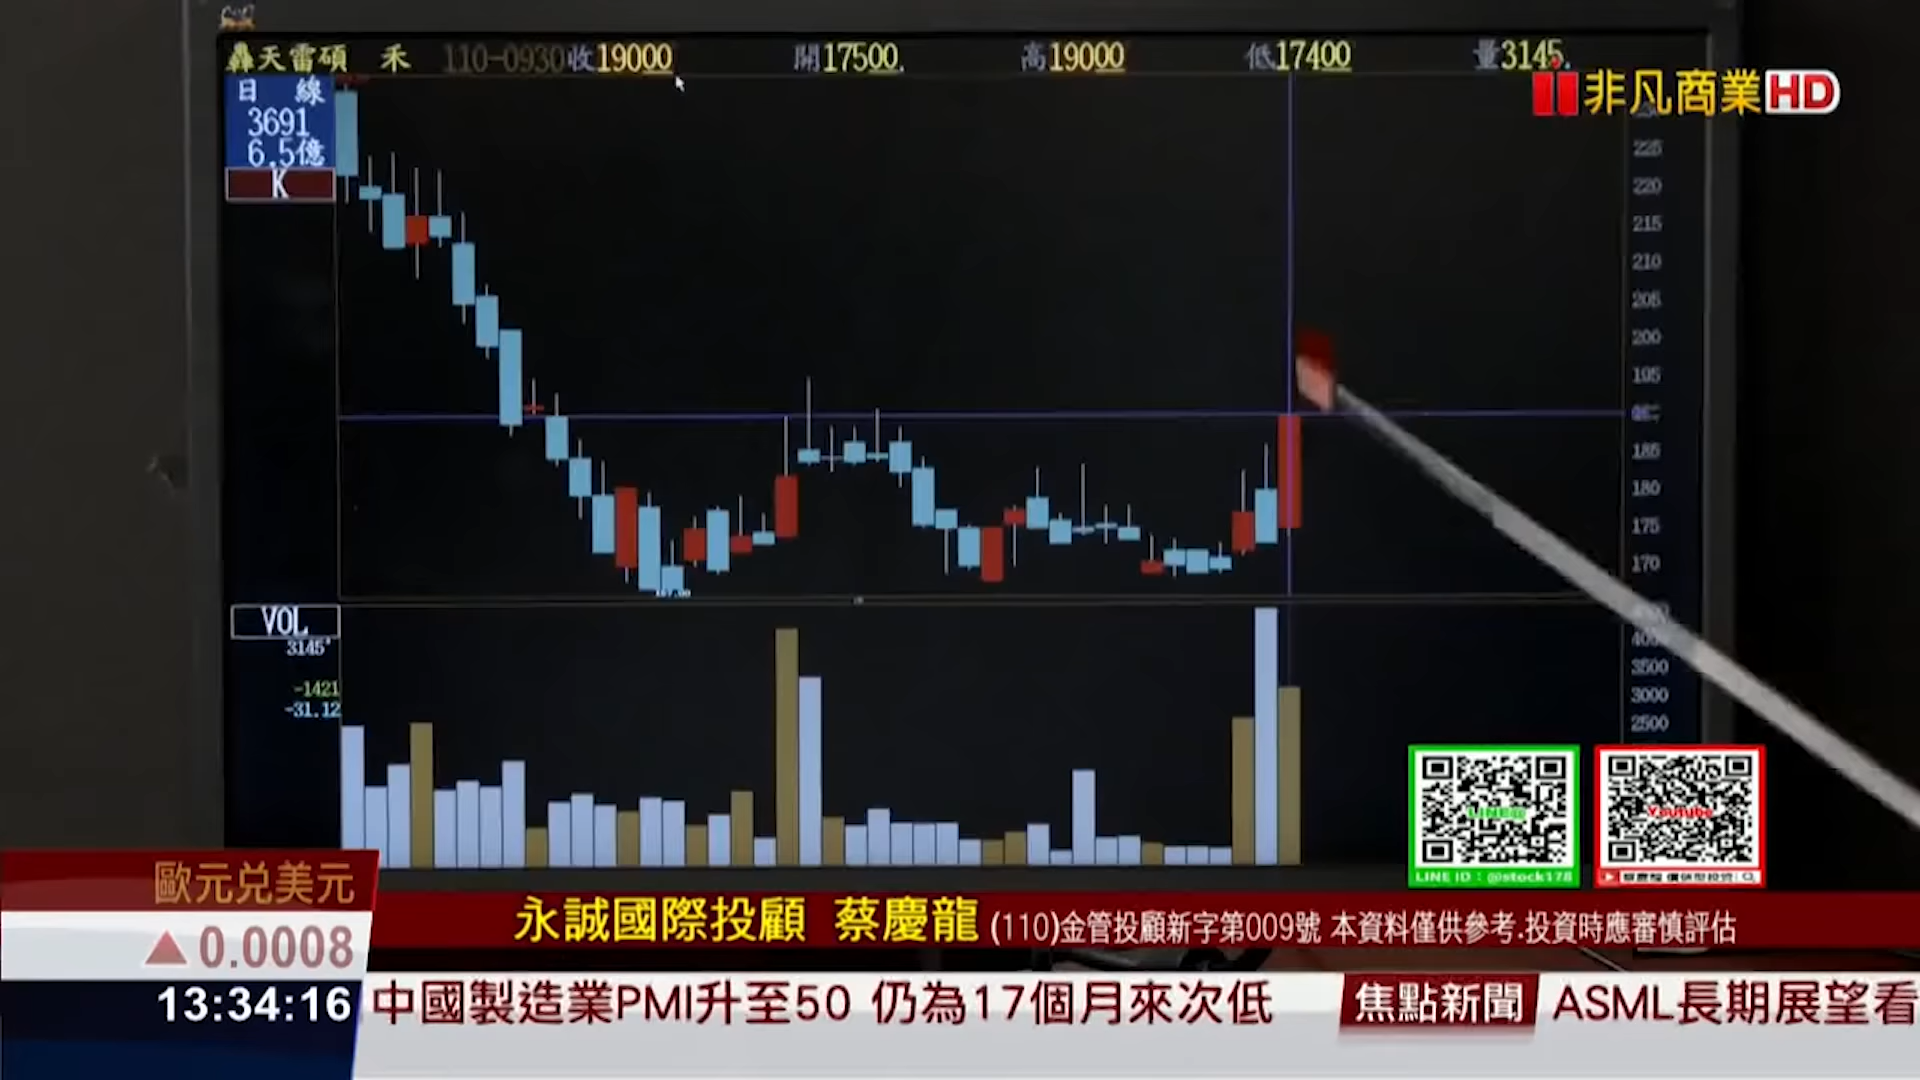 轟天雷碩 禾 110-0930收19000 開17500. 高19000 低17400 量3145.
非凡商業HD
日 線
3691
6.5億
K
225
220
215
210
205
200
195
185
180
175
170
VOL
3145
-1421
-31.12
4000
3500
3000
2500
LINE@
Youtube
LINE ID：@stock178
歐元兌美元
▲0.0008
13:34:16
永誠國際投顧 蔡慶龍 (110)金管投顧新字第009號 本資料僅供參考.投資時應審慎評估
中國製造業PMI升至50 仍為17個月來次低
焦點新聞 ASML長期展望看